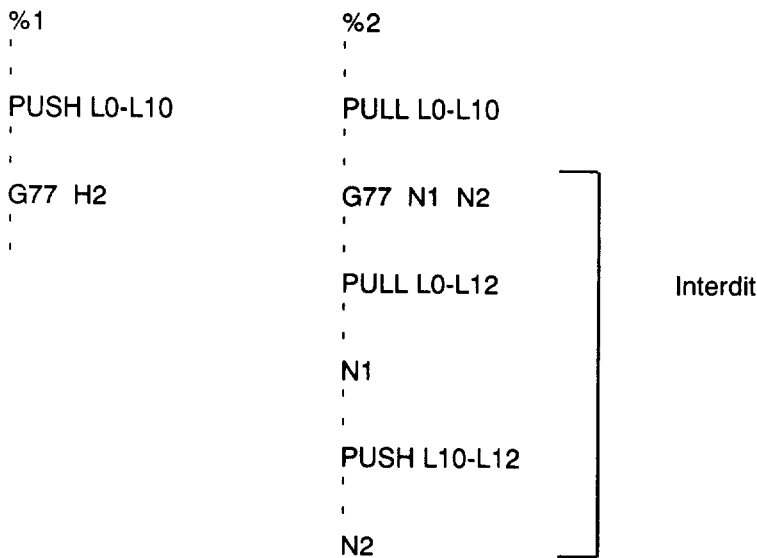 %1 %2
PUSH L0-L10 PULL L0-L10
G77 H2 G77 N1 N2
PULL L0-L12 Interdit
N1
PUSH L10-L12
N2